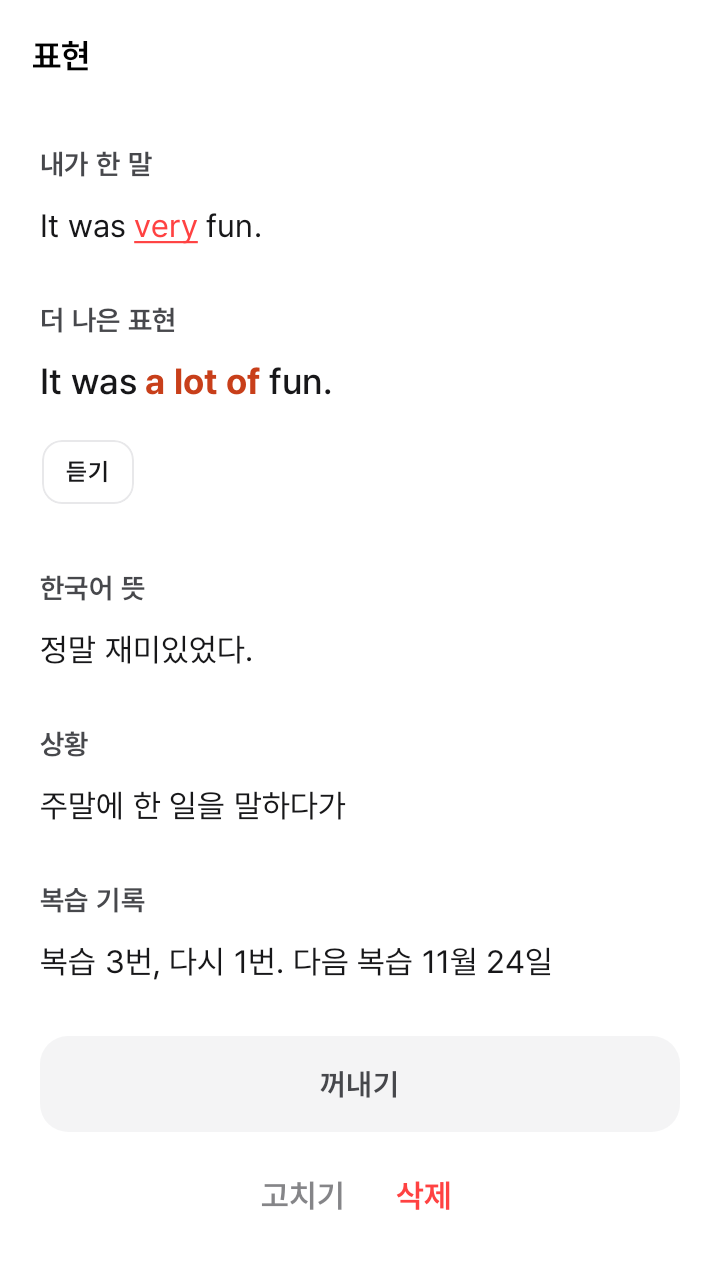 표현
내가 한 말
It was very fun.
더 나은 표현
It was a lot of fun.
듣기
한국어 뜻
정말 재미있었다.
상황
주말에 한 일을 말하다가
복습 기록
복습 3번, 다시 1번. 다음 복습 11월 24일
꺼내기
고치기 삭제